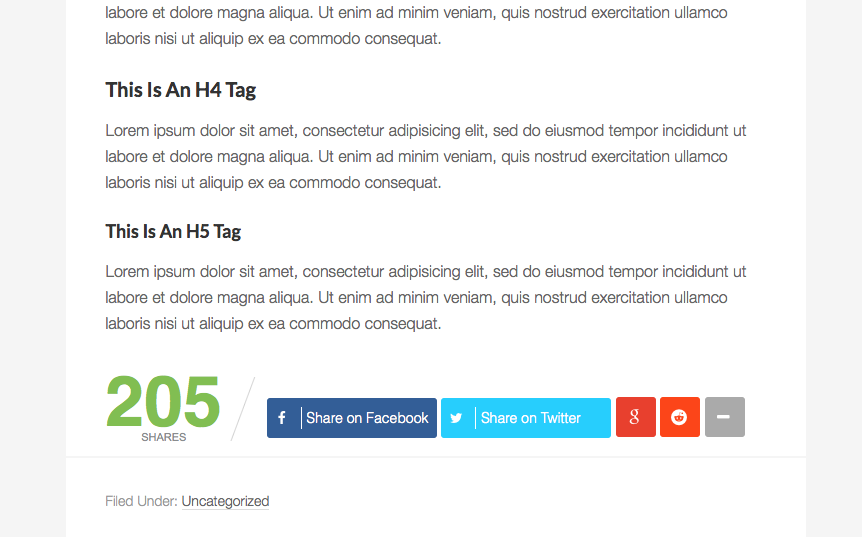 labore et dolore magna aliqua. Ut enim ad minim veniam, quis nostrud exercitation ullamco
laboris nisi ut aliquip ex ea commodo consequat.
This Is An H4 Tag
Lorem ipsum dolor sit amet, consectetur adipisicing elit, sed do eiusmod tempor incididunt ut
labore et dolore magna aliqua. Ut enim ad minim veniam, quis nostrud exercitation ullamco
laboris nisi ut aliquip ex ea commodo consequat.
This Is An H5 Tag
Lorem ipsum dolor sit amet, consectetur adipisicing elit, sed do eiusmod tempor incididunt ut
labore et dolore magna aliqua. Ut enim ad minim veniam, quis nostrud exercitation ullamco
laboris nisi ut aliquip ex ea commodo consequat.
205
SHARES
Share on Facebook Share on Twitter
Filed Under: Uncategorized